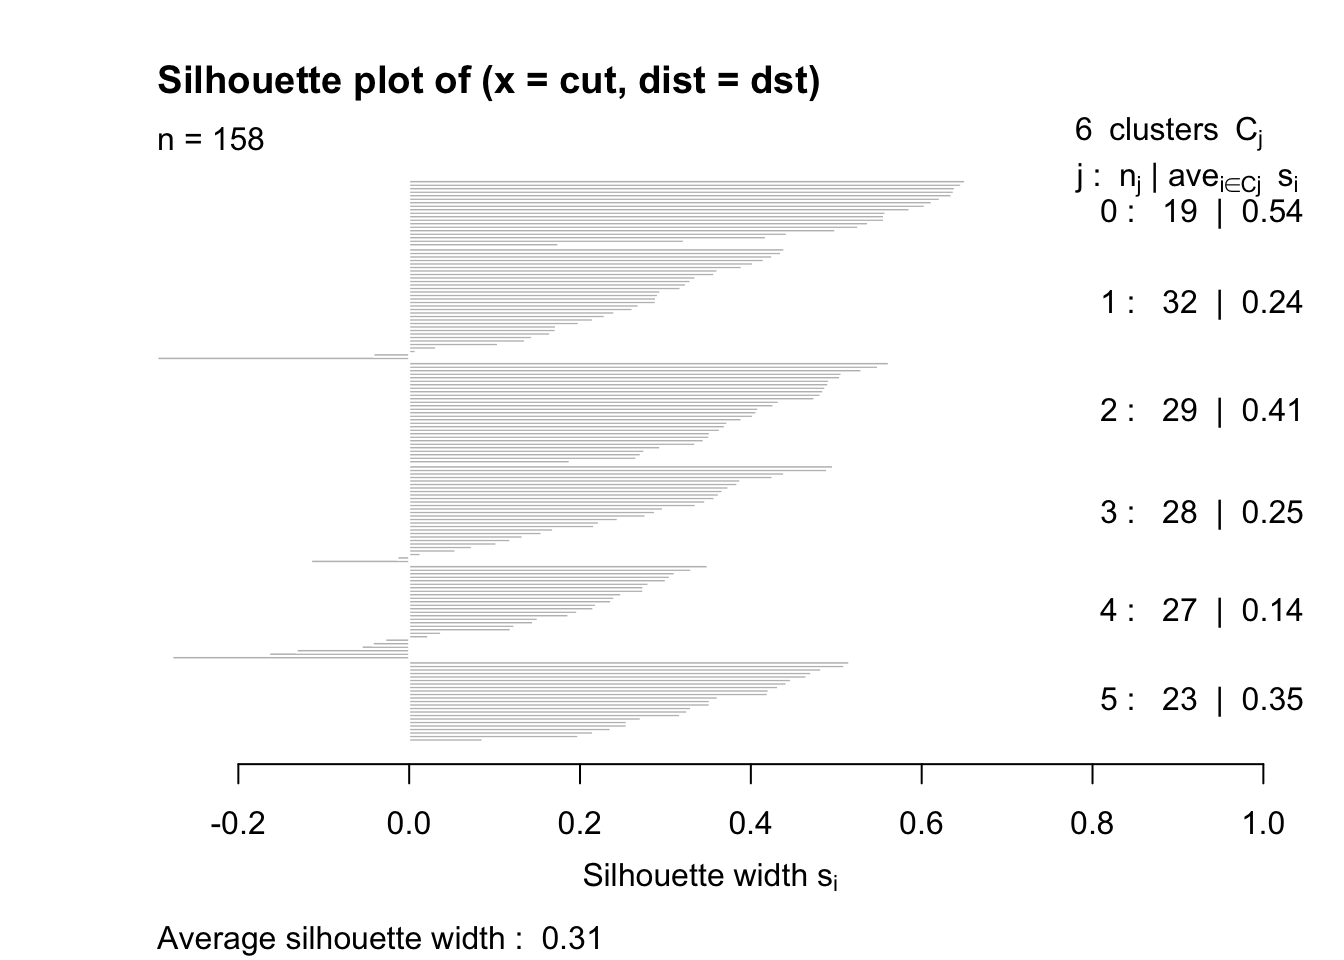 Silhouette plot of (x = cut, dist = dst)
n = 158
6 clusters Cj
j : nj | avei∈Cj si
0 : 19 | 0.54
1 : 32 | 0.24
2 : 29 | 0.41
3 : 28 | 0.25
4 : 27 | 0.14
5 : 23 | 0.35
-0.2 0.0 0.2 0.4 0.6 0.8 1.0
Silhouette width si
Average silhouette width : 0.31